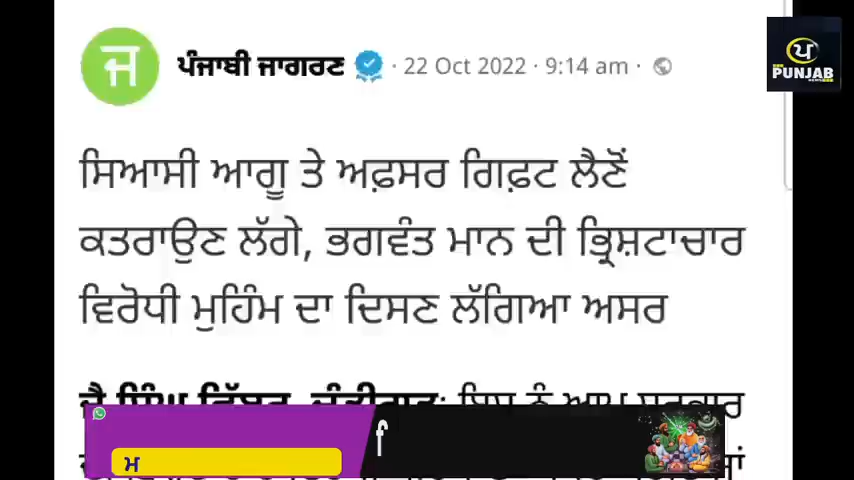 ਜ
ਪੰਜਾਬੀ ਜਾਗਰਣ · 22 Oct 2022 · 9:14 am ·
ਪ
PUNJAB
ਸਿਆਸੀ ਆਗੂ ਤੇ ਅਫ਼ਸਰ ਗਿਫ਼ਟ ਲੈਣੋਂ
ਕਤਰਾਉਣ ਲੱਗੇ, ਭਗਵੰਤ ਮਾਨ ਦੀ ਭ੍ਰਿਸ਼ਟਾਚਾਰ
ਵਿਰੋਧੀ ਮੁਹਿੰਮ ਦਾ ਦਿਸਣ ਲੱਗਿਆ ਅਸਰ
f
ਮ